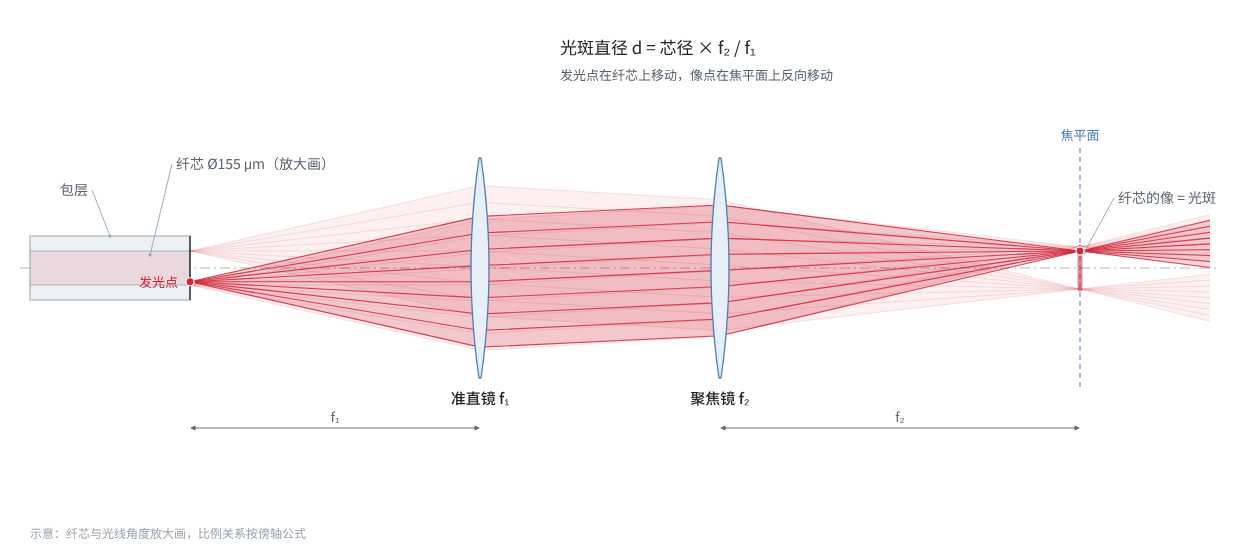 光斑直径 d = 芯径 × f₂ / f₁
发光点在纤芯上移动，像点在焦平面上反向移动
焦平面
纤芯 Ø155 μm（放大画）
包层
纤芯的像 = 光斑
发光点
准直镜 f₁
聚焦镜 f₂
f₁
f₂
示意：纤芯与光线角度放大画，比例关系按傍轴公式